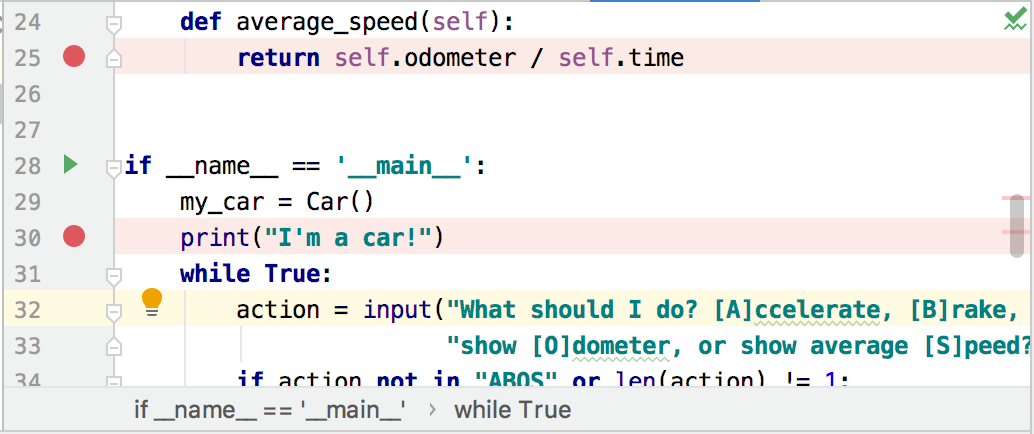 24 def average_speed(self):
25 return self.odometer / self.time
26
27
28 if __name__ == '__main__':
29 my_car = Car()
30 print("I'm a car!")
31 while True:
32 action = input("What should I do? [A]ccelerate, [B]rake,
33 "show [O]dometer, or show average [S]peed?
34 if action not in "ABOS" or len(action) != 1:
if __name__ == '__main__' › while True